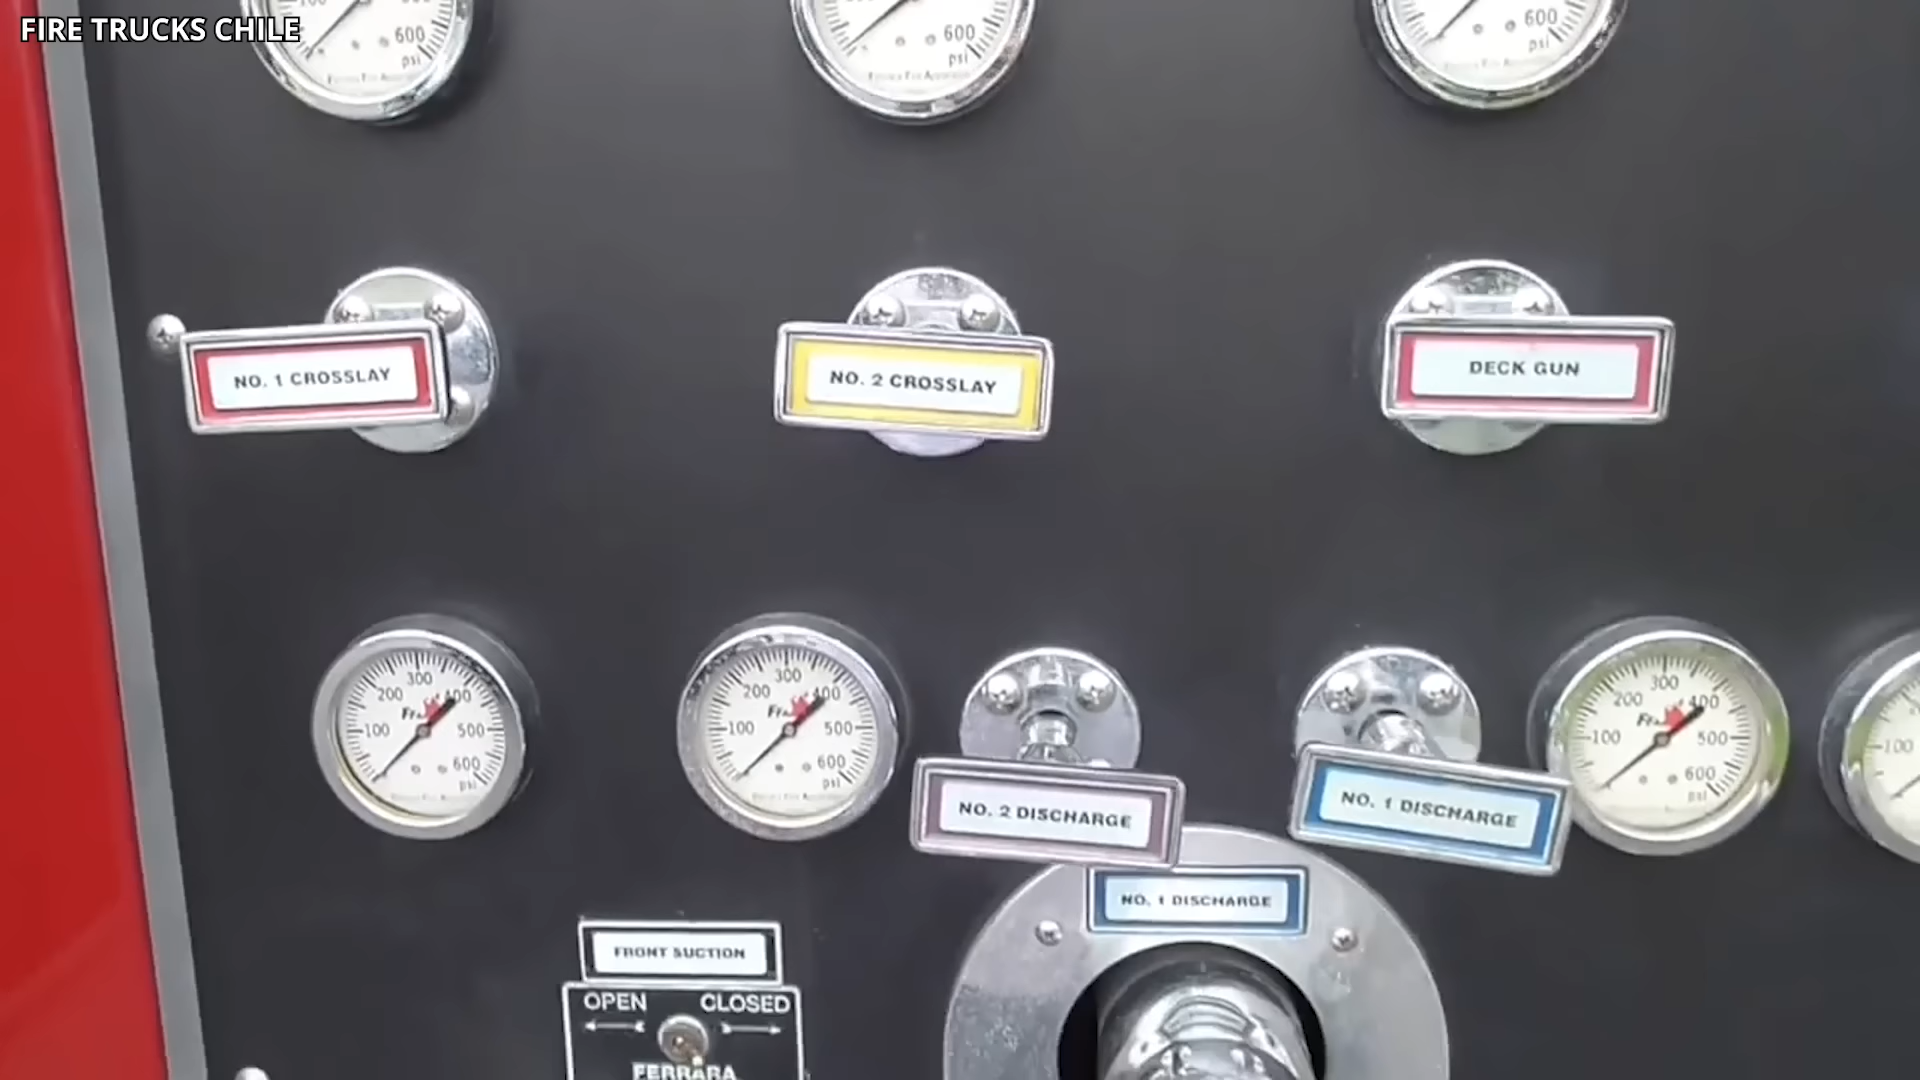 FIRE TRUCKS CHILE
100 600 psi
600 psi
600 psi
NO. 1 CROSSLAY
NO. 2 CROSSLAY
DECK GUN
100 200 300 400 500 600 psi
100 200 300 400 500 600 psi
NO. 2 DISCHARGE
NO. 1 DISCHARGE
100 200 300 400 500 600 psi
100
NO. 1 DISCHARGE
FRONT SUCTION
OPEN CLOSED
FERRARA